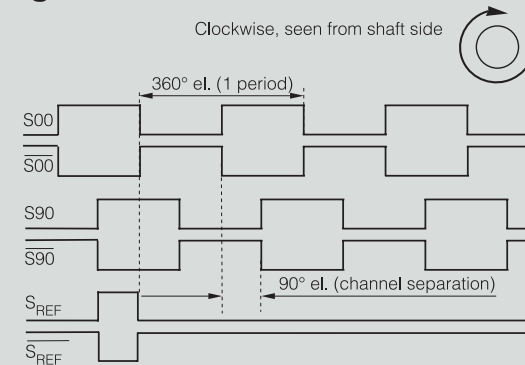 Clockwise, seen from shaft side
360° el. (1 period)
S00
S00
S90
S90
90° el. (channel separation)
SREF
SREF